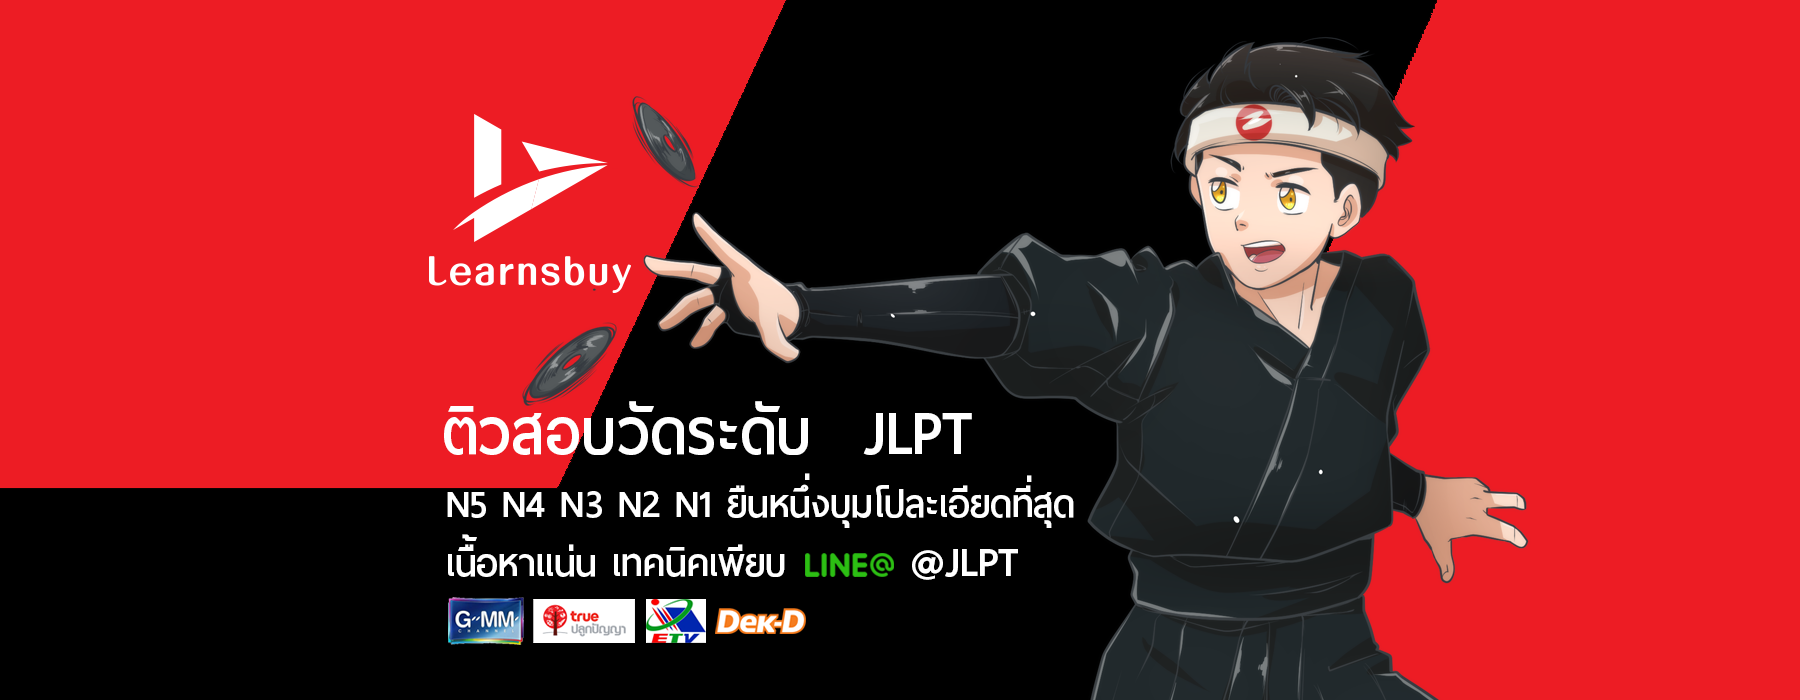 Learnsbuy
ติวสอบวัดระดับ JLPT
N5 N4 N3 N2 N1 ยืนหนึ่งบุมโปละเอียดที่สุด
เนื้อหาแน่น เทคนิคเพียบ LINE@ @JLPT
G-MM CHANNEL true ปลูกปัญญา ETV Dek-D